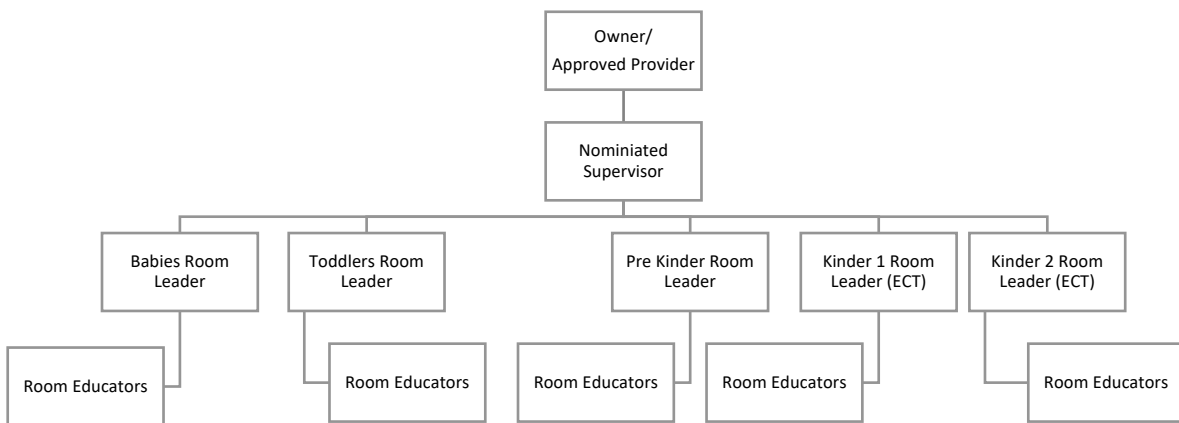 Owner/
Approved Provider
Nominiated
Supervisor
Babies Room
Leader
Toddlers Room
Leader
Pre Kinder Room
Leader
Kinder 1 Room
Leader (ECT)
Kinder 2 Room
Leader (ECT)
Room Educators
Room Educators
Room Educators
Room Educators
Room Educators